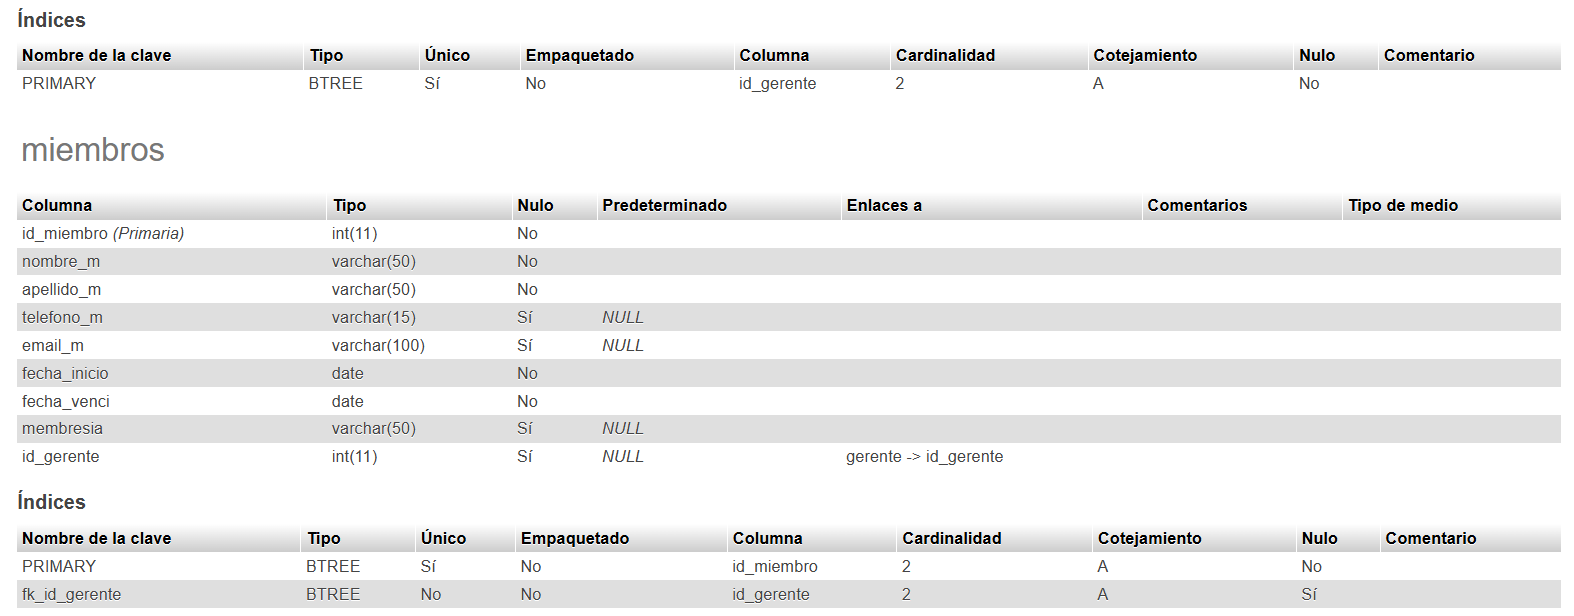 Índices
Nombre de la clave Tipo Único Empaquetado Columna Cardinalidad Cotejamiento Nulo Comentario
PRIMARY BTREE Sí No id_gerente 2 A No
miembros
Columna Tipo Nulo Predeterminado Enlaces a Comentarios Tipo de medio
id_miembro (Primaria) int(11) No
nombre_m varchar(50) No
apellido_m varchar(50) No
telefono_m varchar(15) Sí NULL
email_m varchar(100) Sí NULL
fecha_inicio date No
fecha_venci date No
membresia varchar(50) Sí NULL
id_gerente int(11) Sí NULL gerente -> id_gerente
Índices
Nombre de la clave Tipo Único Empaquetado Columna Cardinalidad Cotejamiento Nulo Comentario
PRIMARY BTREE Sí No id_miembro 2 A No
fk_id_gerente BTREE No No id_gerente 2 A Sí